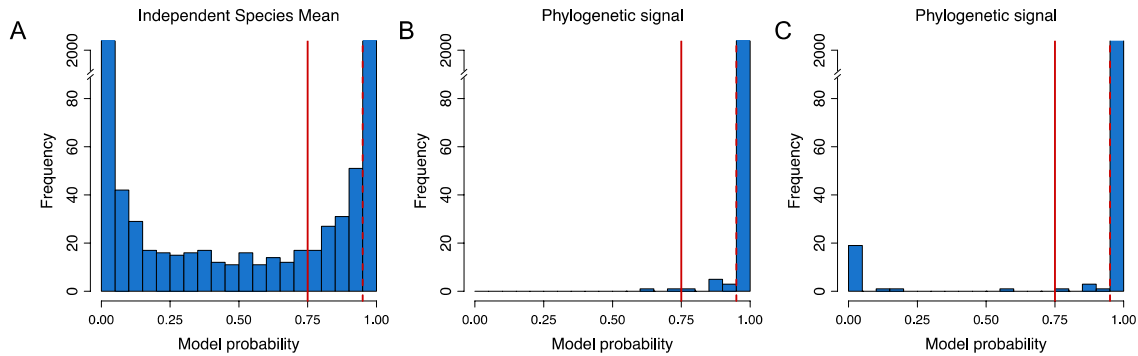 A
Independent Species Mean
Frequency
2000
80
60
40
20
0
0.00 0.25 0.50 0.75 1.00
Model probability
B
Phylogenetic signal
Frequency
2000
80
60
40
20
0
0.00 0.25 0.50 0.75 1.00
Model probability
C
Phylogenetic signal
Frequency
2000
80
60
40
20
0
0.00 0.25 0.50 0.75 1.00
Model probability